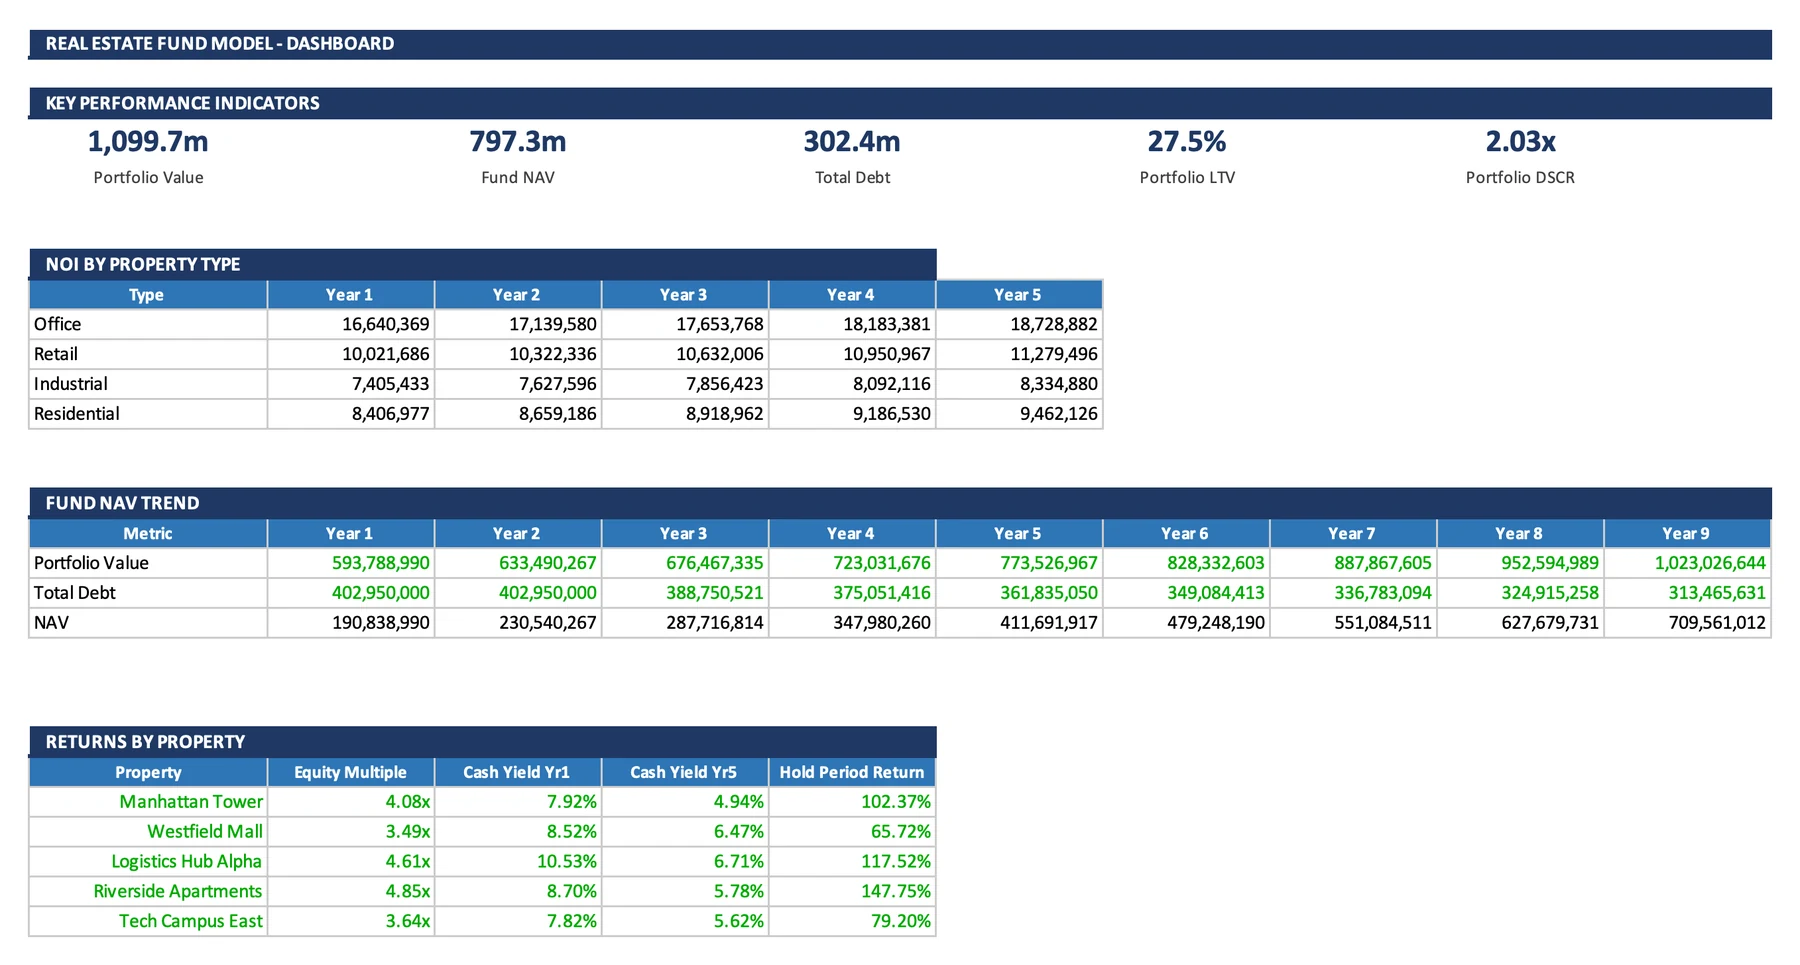 REAL ESTATE FUND MODEL - DASHBOARD
KEY PERFORMANCE INDICATORS
1,099.7m 797.3m 302.4m 27.5% 2.03x
Portfolio Value Fund NAV Total Debt Portfolio LTV Portfolio DSCR
NOI BY PROPERTY TYPE
Type Year 1 Year 2 Year 3 Year 4 Year 5
Office 16,640,369 17,139,580 17,653,768 18,183,381 18,728,882
Retail 10,021,686 10,322,336 10,632,006 10,950,967 11,279,496
Industrial 7,405,433 7,627,596 7,856,423 8,092,116 8,334,880
Residential 8,406,977 8,659,186 8,918,962 9,186,530 9,462,126
FUND NAV TREND
Metric Year 1 Year 2 Year 3 Year 4 Year 5 Year 6 Year 7 Year 8 Year 9
Portfolio Value 593,788,990 633,490,267 676,467,335 723,031,676 773,526,967 828,332,603 887,867,605 952,594,989 1,023,026,644
Total Debt 402,950,000 402,950,000 388,750,521 375,051,416 361,835,050 349,084,413 336,783,094 324,915,258 313,465,631
NAV 190,838,990 230,540,267 287,716,814 347,980,260 411,691,917 479,248,190 551,084,511 627,679,731 709,561,012
RETURNS BY PROPERTY
Property Equity Multiple Cash Yield Yr1 Cash Yield Yr5 Hold Period Return
Manhattan Tower 4.08x 7.92% 4.94% 102.37%
Westfield Mall 3.49x 8.52% 6.47% 65.72%
Logistics Hub Alpha 4.61x 10.53% 6.71% 117.52%
Riverside Apartments 4.85x 8.70% 5.78% 147.75%
Tech Campus East 3.64x 7.82% 5.62% 79.20%